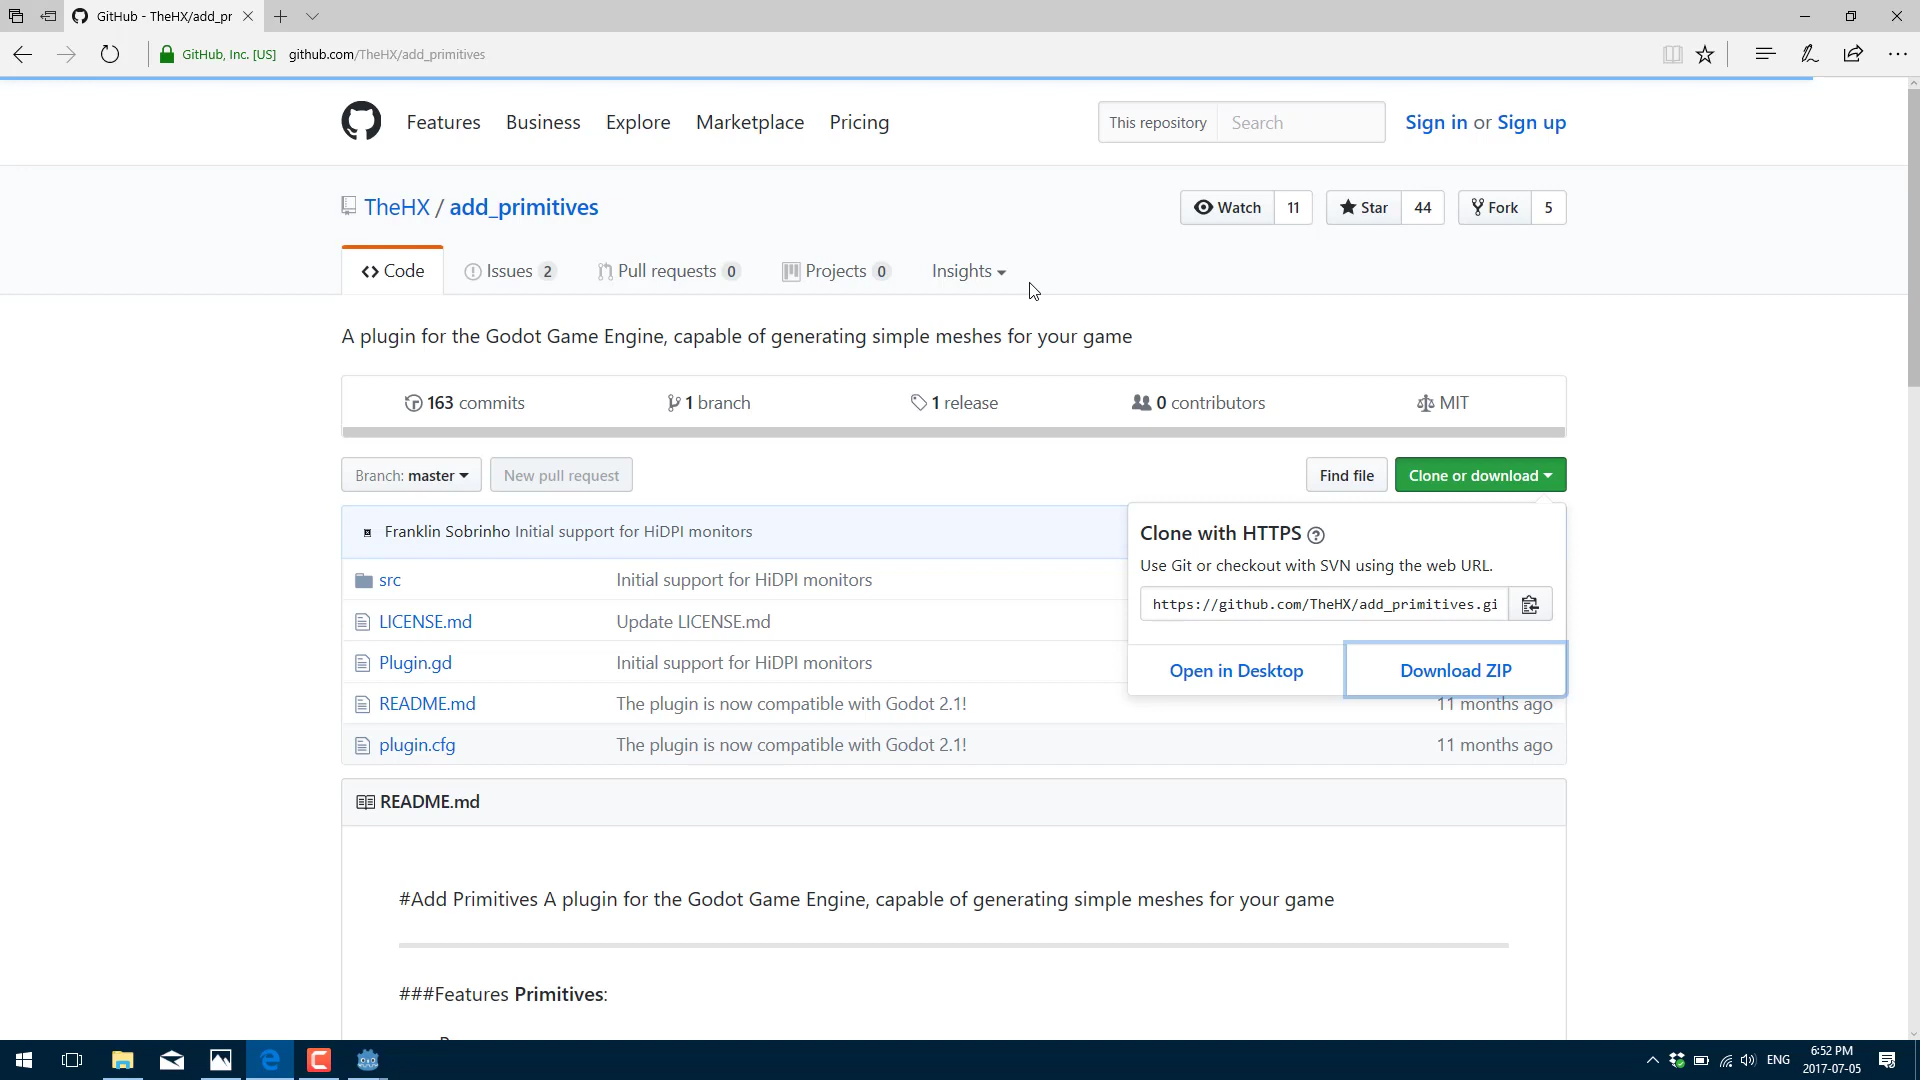 GitHub - TheHX/add_pr
GitHub, Inc. [US] github.com/TheHX/add_primitives
Features Business Explore Marketplace Pricing
This repository Search
Sign in or Sign up
TheHX / add_primitives
Watch 11 Star 44 Fork 5
Code Issues 2 Pull requests 0 Projects 0 Insights
A plugin for the Godot Game Engine, capable of generating simple meshes for your game
163 commits 1 branch 1 release 0 contributors MIT
Branch: master New pull request Find file Clone or download
Franklin Sobrinho Initial support for HiDPI monitors
src Initial support for HiDPI monitors
LICENSE.md Update LICENSE.md
Plugin.gd Initial support for HiDPI monitors
README.md The plugin is now compatible with Godot 2.1! 11 months ago
plugin.cfg The plugin is now compatible with Godot 2.1! 11 months ago
Clone with HTTPS
Use Git or checkout with SVN using the web URL.
https://github.com/TheHX/add_primitives.gi
Open in Desktop Download ZIP
README.md
#Add Primitives A plugin for the Godot Game Engine, capable of generating simple meshes for your game
###Features Primitives:
ENG
6:52 PM
2017-07-05